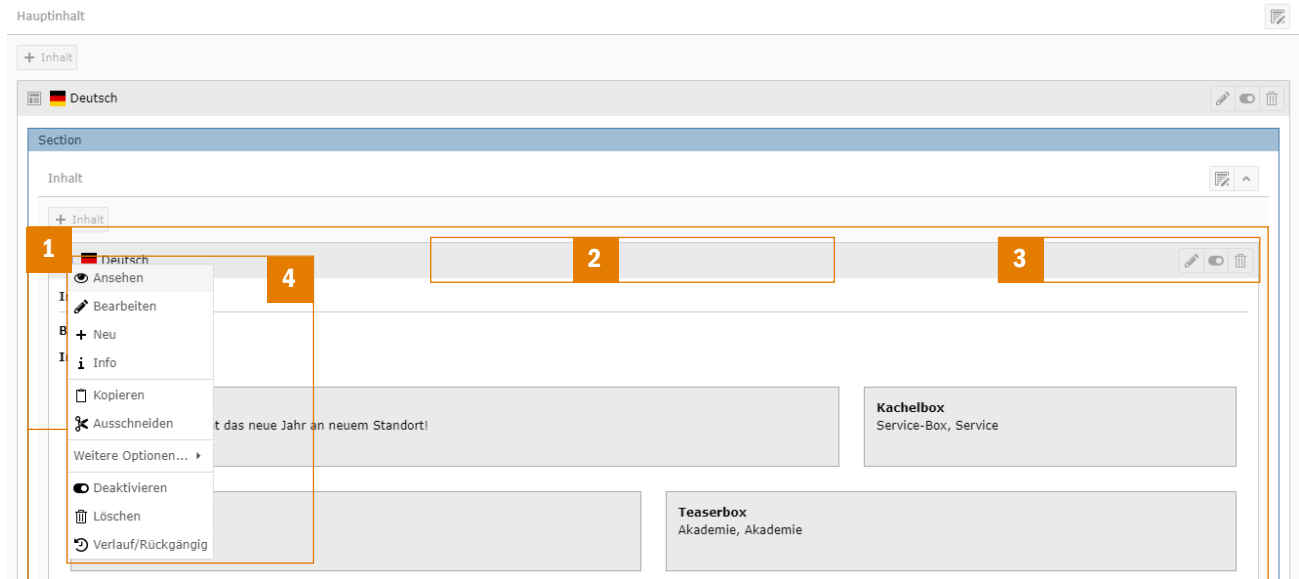 Hauptinhalt
+ Inhalt
Deutsch
Section
Inhalt
+ Inhalt
1
Deutsch
2
3
4
Ansehen
Bearbeiten
Neu
Info
Kopieren
Ausschneiden
t das neue Jahr an neuem Standort!
Kachelbox
Service-Box, Service
Weitere Optionen...
Deaktivieren
Löschen
Verlauf/Rückgängig
Teaserbox
Akademie, Akademie